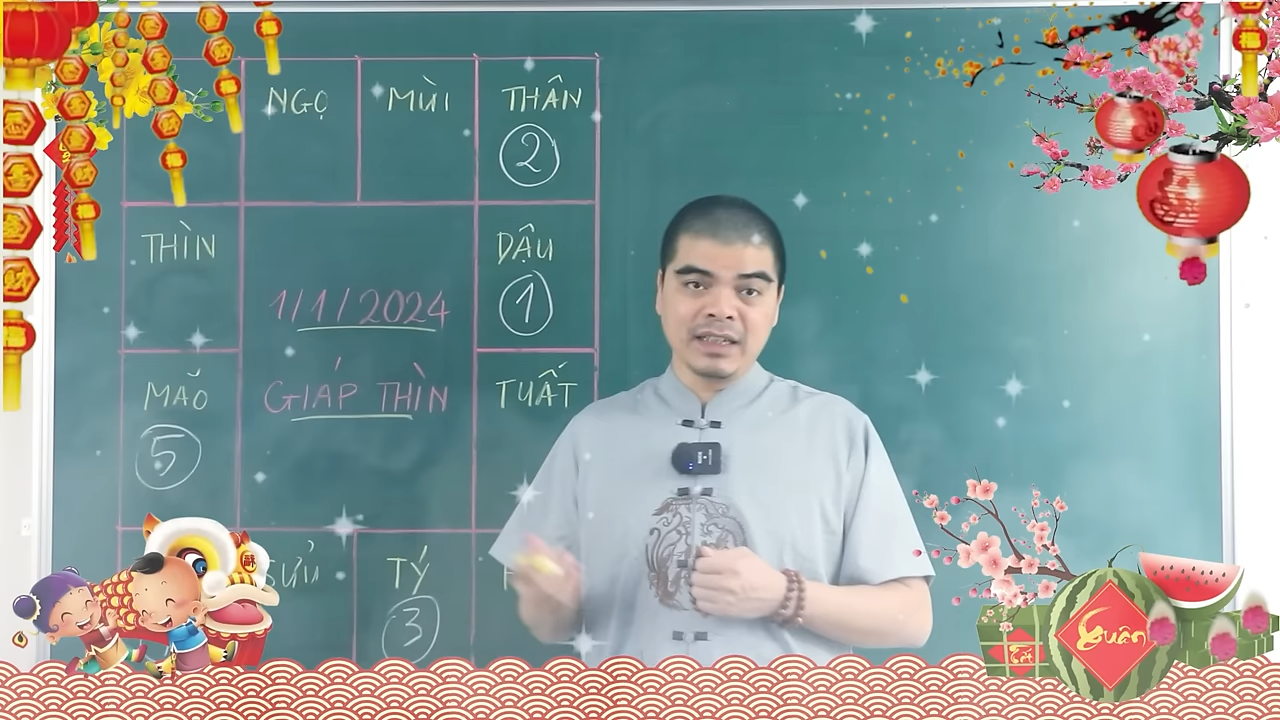 NGỌ
MÙI
THÂN
2
THÌN
DẬU
1
1/1/2024
GIÁP THÌN
MÃO
5
TUẤT
SỬU
TÝ
3
Xuân
Tết